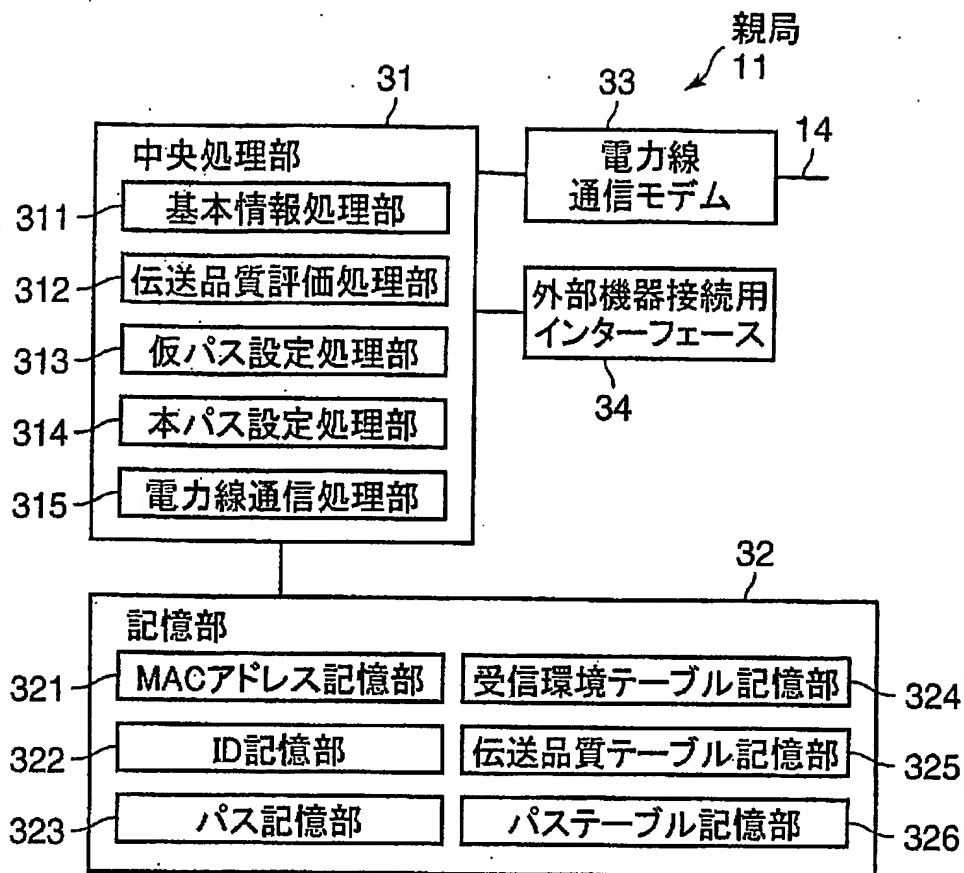 親局
11
31
33
14
中央処理部
電力線
通信モデム
311
基本情報処理部
312
伝送品質評価処理部
外部機器接続用
インターフェース
313
仮パス設定処理部
34
314
本パス設定処理部
315
電力線通信処理部
32
記憶部
321
MACアドレス記憶部
受信環境テーブル記憶部
324
322
ID記憶部
伝送品質テーブル記憶部
325
323
パス記憶部
パステーブル記憶部
326